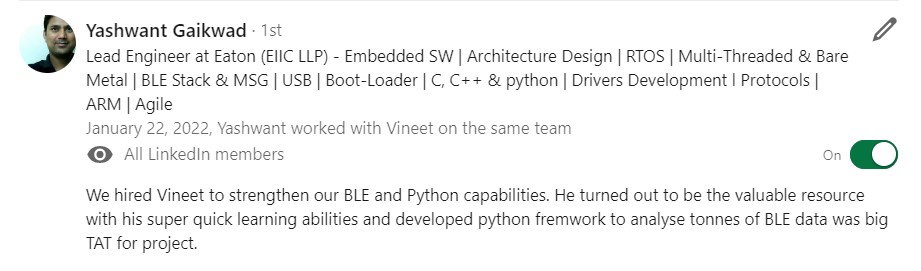 Yashwant Gaikwad · 1st
Lead Engineer at Eaton (EIIC LLP) - Embedded SW | Architecture Design | RTOS | Multi-Threaded & Bare
Metal | BLE Stack & MSG | USB | Boot-Loader | C, C++ & python | Drivers Development l Protocols |
ARM | Agile
January 22, 2022, Yashwant worked with Vineet on the same team
All LinkedIn members On
We hired Vineet to strengthen our BLE and Python capabilities. He turned out to be the valuable resource
with his super quick learning abilities and developed python fremwork to analyse tonnes of BLE data was big
TAT for project.